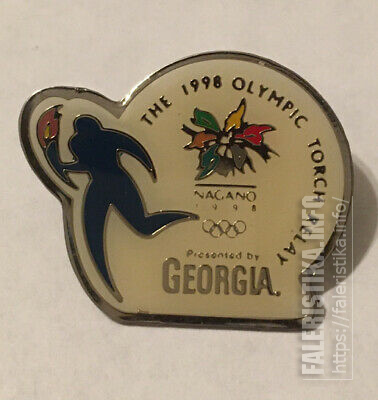 THE 1998 OLYMPIC TORCH RELAY
NAGANO
1998
Presented by
GEORGIA
FALERISTIKA.INFO
https://faleristika.info/